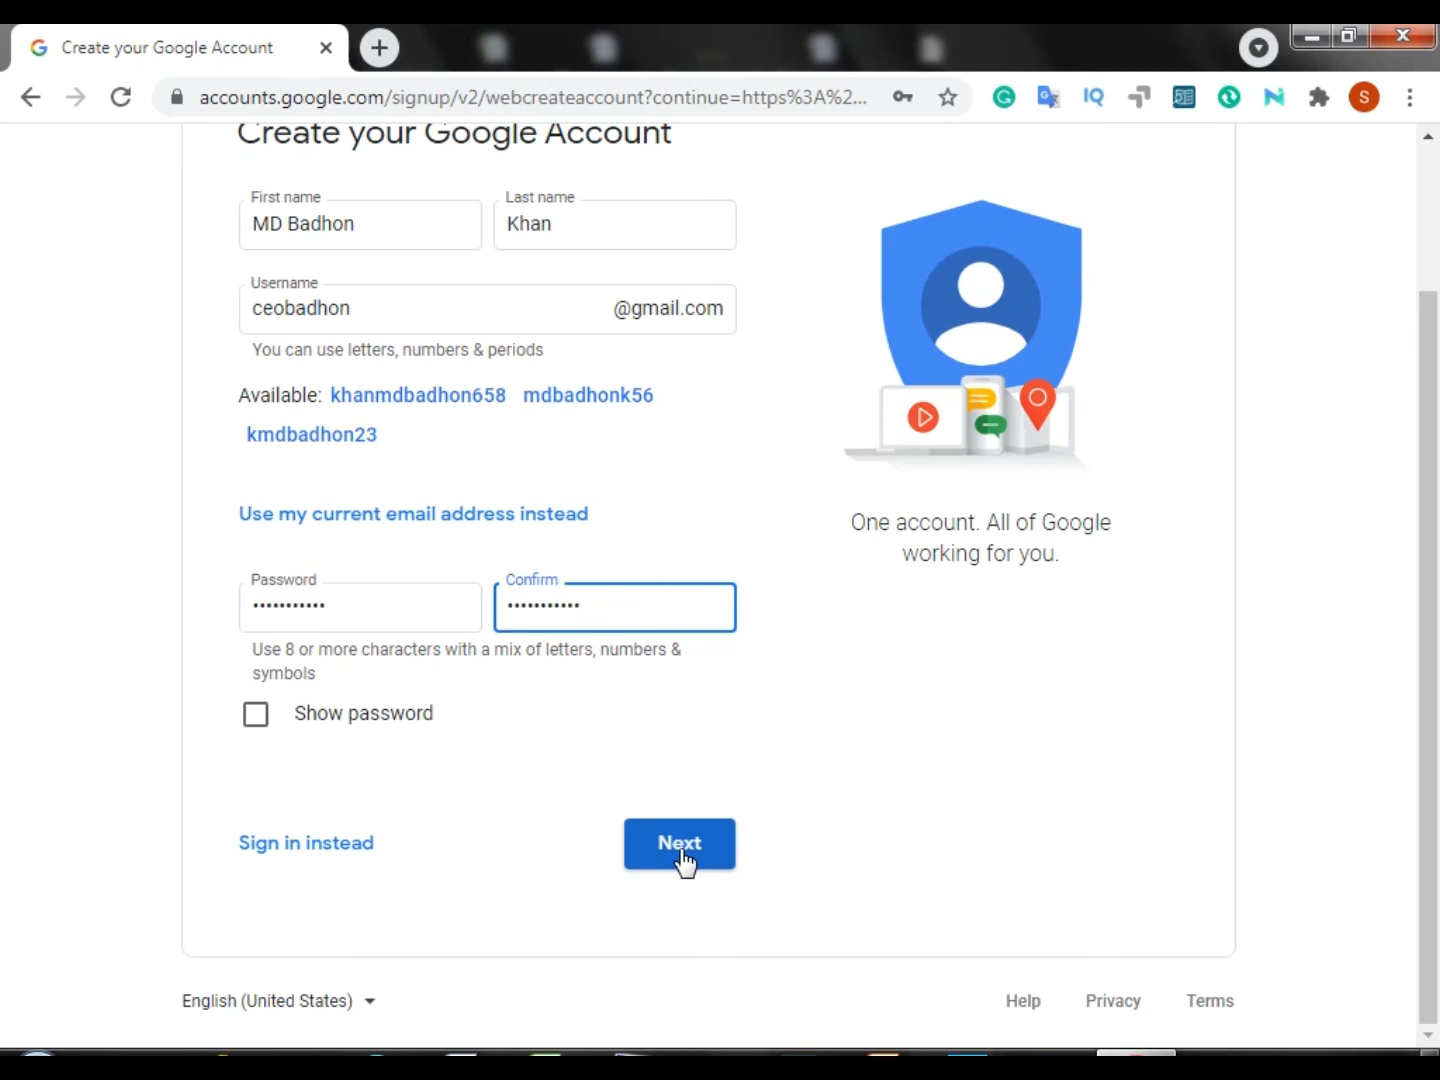 Create your Google Account
accounts.google.com/signup/v2/webcreateaccount?continue=https%3A%2...
IQ
S
Create your Google Account
First name
Last name
MD Badhon
Khan
Username
ceobadhon
@gmail.com
You can use letters, numbers & periods
Available: khanmdbadhon658 mdbadhonk56
kmdbadhon23
Use my current email address instead
One account. All of Google
working for you.
Password
Confirm
Use 8 or more characters with a mix of letters, numbers &
symbols
Show password
Sign in instead
Next
English (United States)
Help
Privacy
Terms